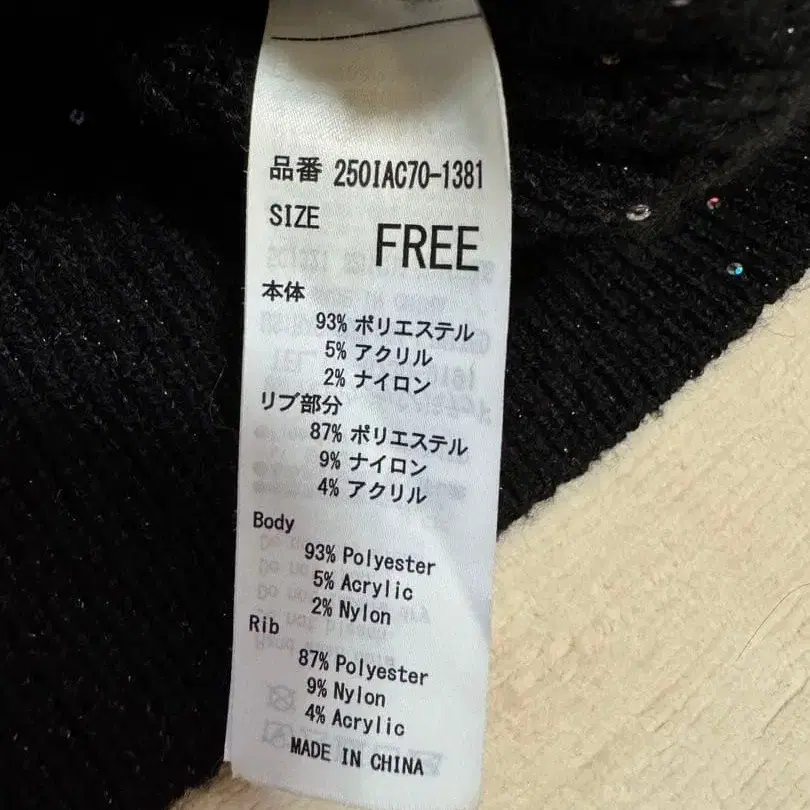 品番 250IAC70-1381
SIZE
FREE
本体
93% ポリエステル
5% アクリル
2% ナイロン
リブ部分
87% ポリエステル
9% ナイロン
4% アクリル
Body
93% Polyester
5% Acrylic
2% Nylon
Rib
87% Polyester
9% Nylon
4% Acrylic
MADE IN CHINA